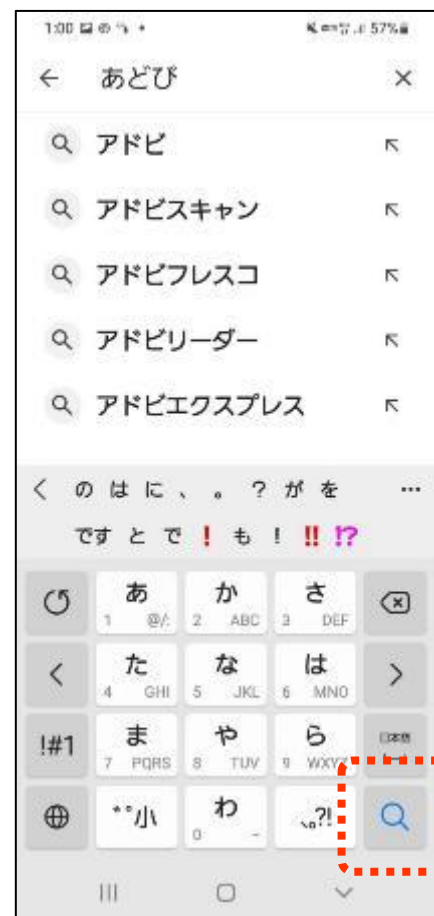 1:00 57%
あどび
アドビ
アドビスキャン
アドビフレスコ
アドビリーダー
アドビエクスプレス
の は に 、 。 ? が を …
です と で ! も ! !! !?
あ か さ
1 @/: 2 ABC 3 DEF
た な は
4 GHI 5 JKL 6 MNO
!#1 ま や ら 日本語
7 PQRS 8 TUV 9 WXYZ
゛゜小 わ 、。?!
0 -